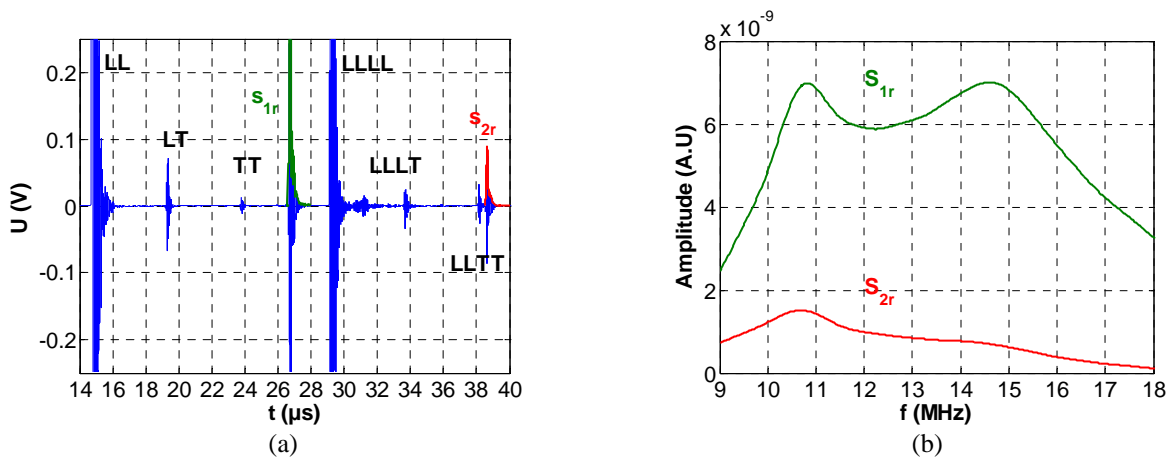 LL
LLLL
s1r
LT
TT
LLLT
s2r
LLTT
0.2
0.1
0
-0.1
-0.2
U (V)
14 16 18 20 22 24 26 28 30 32 34 36 38 40
t (µs)
(a)
x 10-9
S1r
S2r
8
6
4
2
0
Amplitude (A.U)
9 10 11 12 13 14 15 16 17 18
f (MHz)
(b)